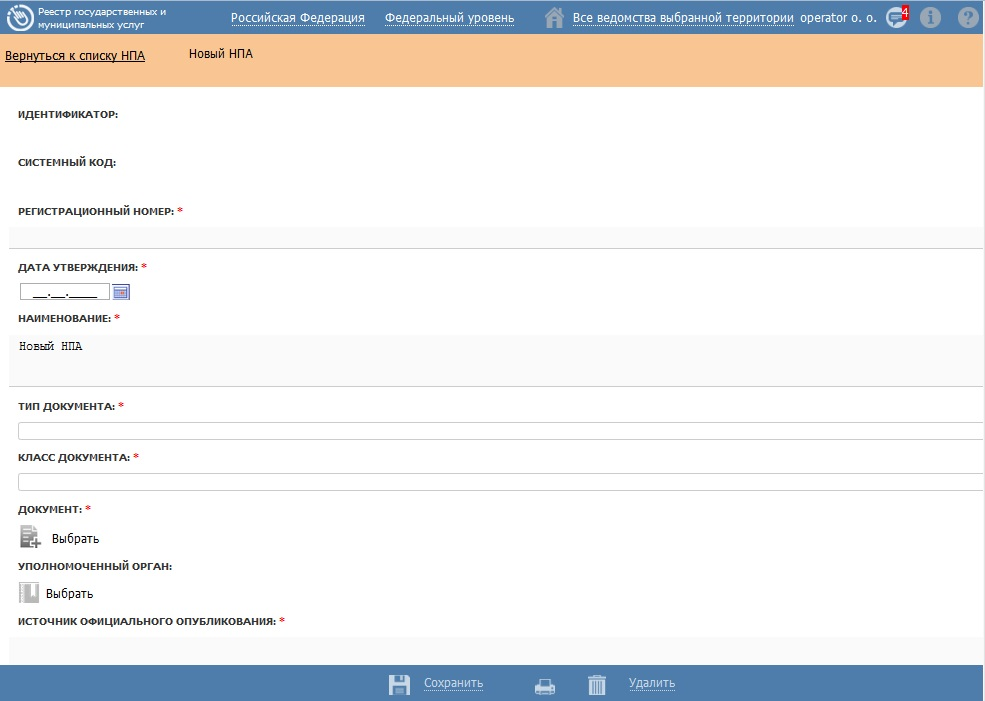 Реестр государственных и
муниципальных услуг
Российская Федерация Федеральный уровень Все ведомства выбранной территории operator o. o. 4
Вернуться к списку НПА Новый НПА
ИДЕНТИФИКАТОР:
СИСТЕМНЫЙ КОД:
РЕГИСТРАЦИОННЫЙ НОМЕР: *
ДАТА УТВЕРЖДЕНИЯ: *
__.__.____
НАИМЕНОВАНИЕ: *
Новый НПА
ТИП ДОКУМЕНТА: *
КЛАСС ДОКУМЕНТА: *
ДОКУМЕНТ: *
Выбрать
УПОЛНОМОЧЕННЫЙ ОРГАН:
Выбрать
ИСТОЧНИК ОФИЦИАЛЬНОГО ОПУБЛИКОВАНИЯ: *
Сохранить Удалить